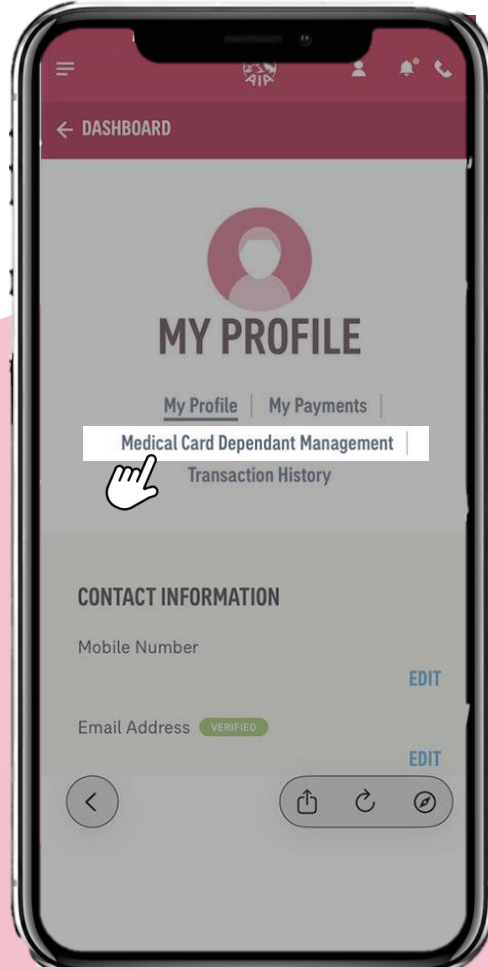 AIA
← DASHBOARD
MY PROFILE
My Profile | My Payments |
Medical Card Dependant Management |
Transaction History
CONTACT INFORMATION
Mobile Number
EDIT
Email Address VERIFIED
EDIT